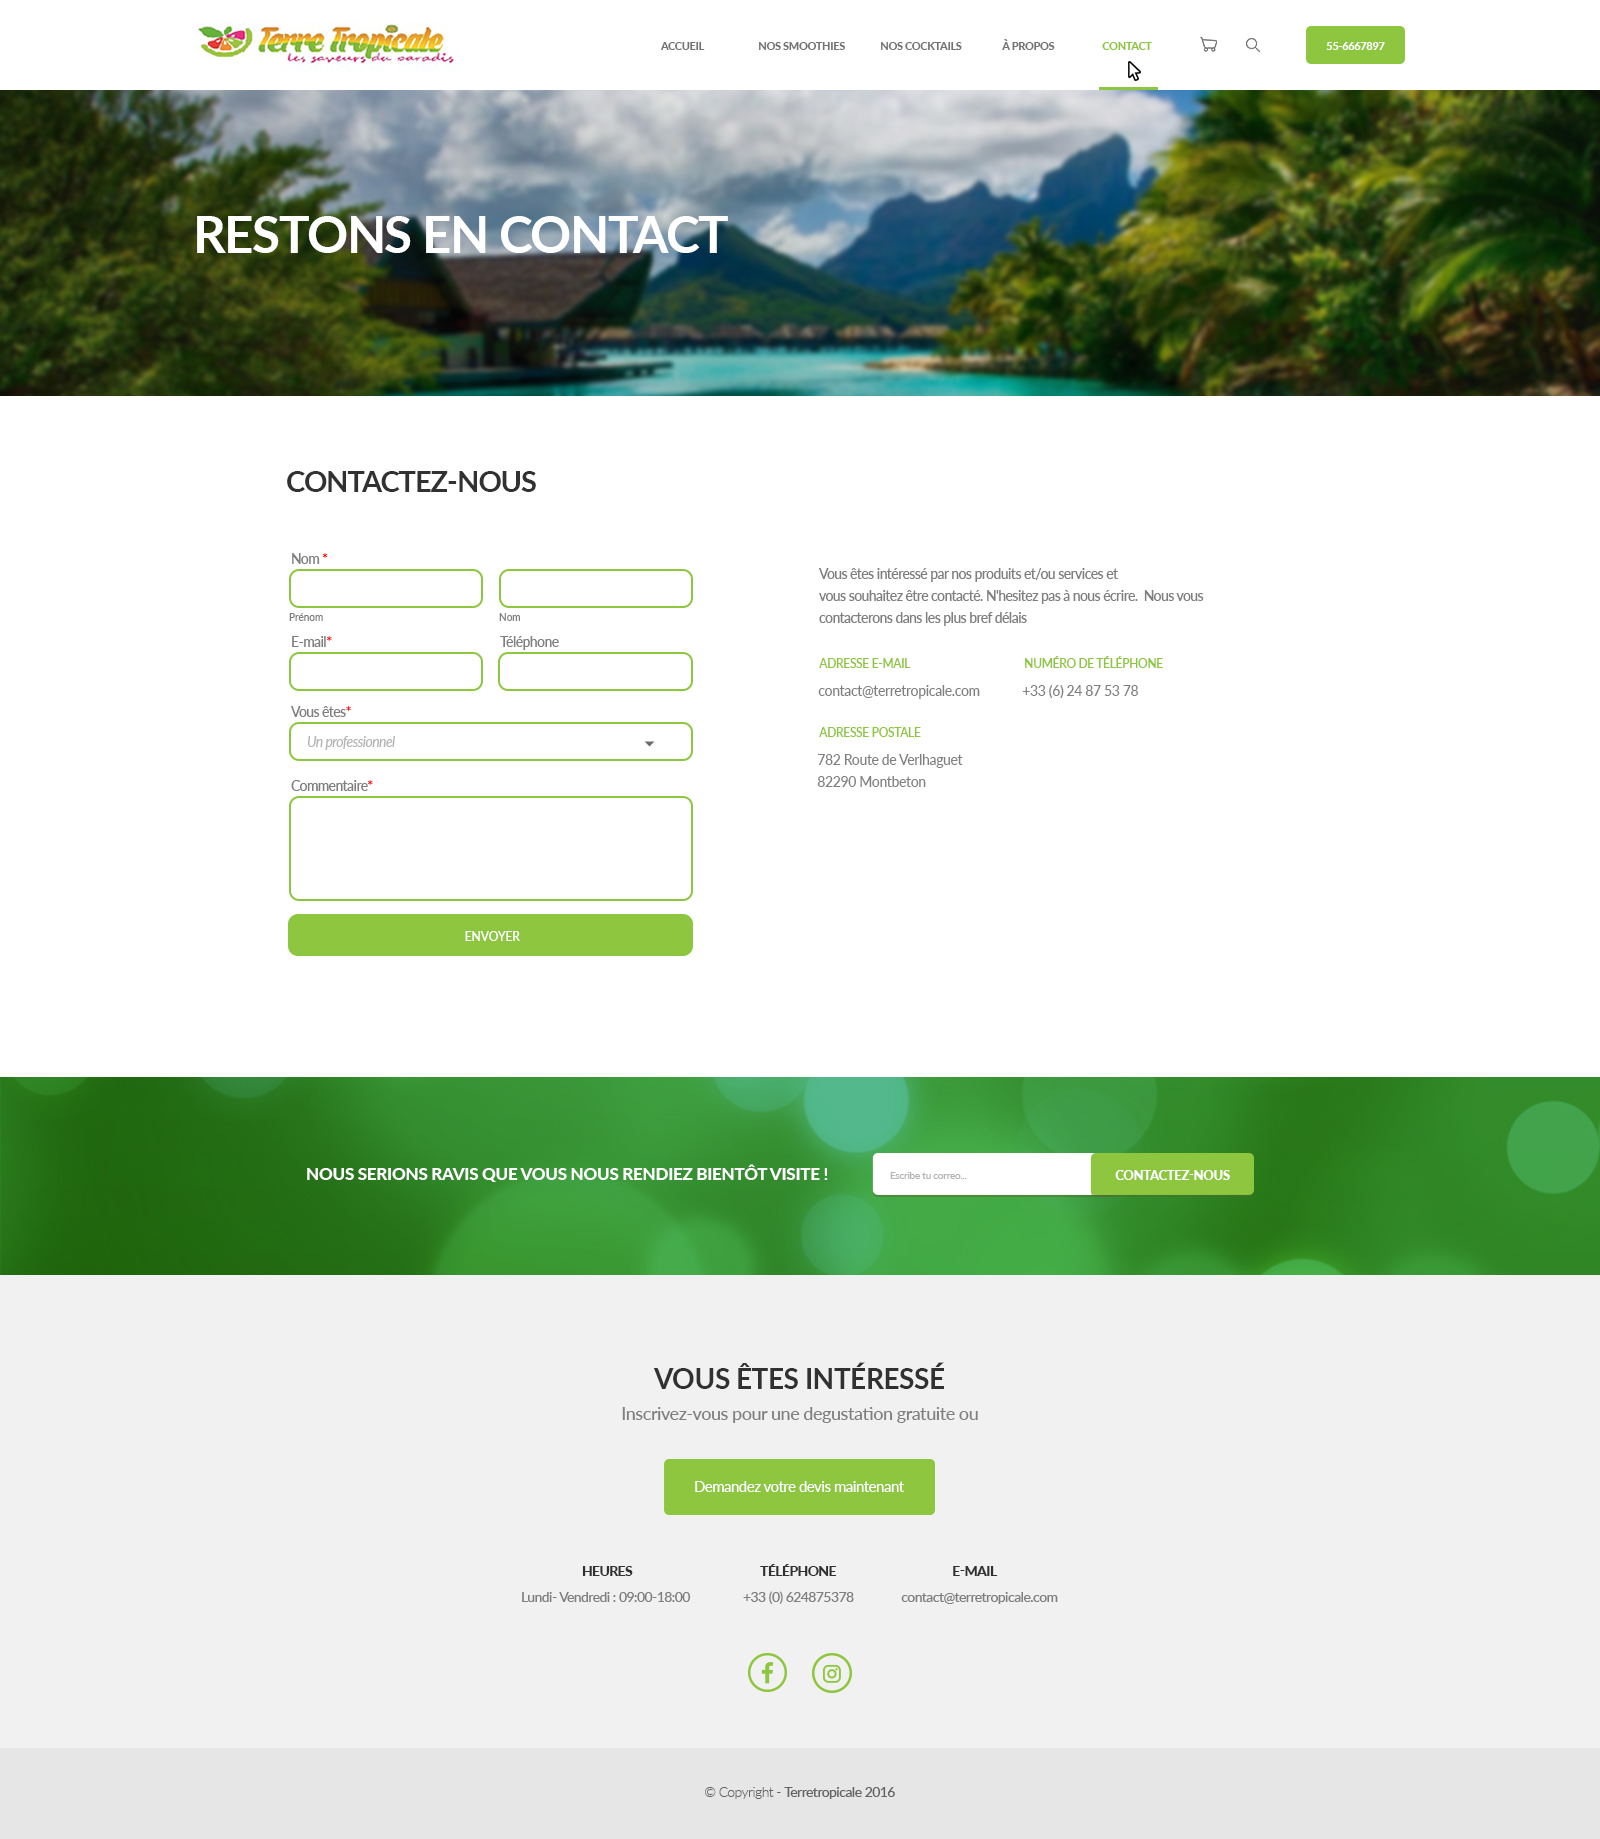 Terre Tropicale
les saveurs du paradis
ACCUEIL
NOS SMOOTHIES
NOS COCKTAILS
À PROPOS
CONTACT
55-6667897
RESTONS EN CONTACT
CONTACTEZ-NOUS
Nom *
Prénom
Nom
E-mail*
Téléphone
Vous êtes*
Un professionnel
Commentaire*
ENVOYER
Vous êtes intéressé par nos produits et/ou services et
vous souhaitez être contacté. N'hesitez pas à nous écrire.  Nous vous
contacterons dans les plus bref délais
ADRESSE E-MAIL
NUMÉRO DE TÉLÉPHONE
contact@terretropicale.com
+33 (6) 24 87 53 78
ADRESSE POSTALE
782 Route de Verlhaguet
82290 Montbeton
NOUS SERIONS RAVIS QUE VOUS NOUS RENDIEZ BIENTÔT VISITE !
Escribe tu correo...
CONTACTEZ-NOUS
VOUS ÊTES INTÉRESSÉ
Inscrivez-vous pour une degustation gratuite ou
Demandez votre devis maintenant
HEURES
TÉLÉPHONE
E-MAIL
Lundi- Vendredi : 09:00-18:00
+33 (0) 624875378
contact@terretropicale.com
© Copyright - Terretropicale 2016